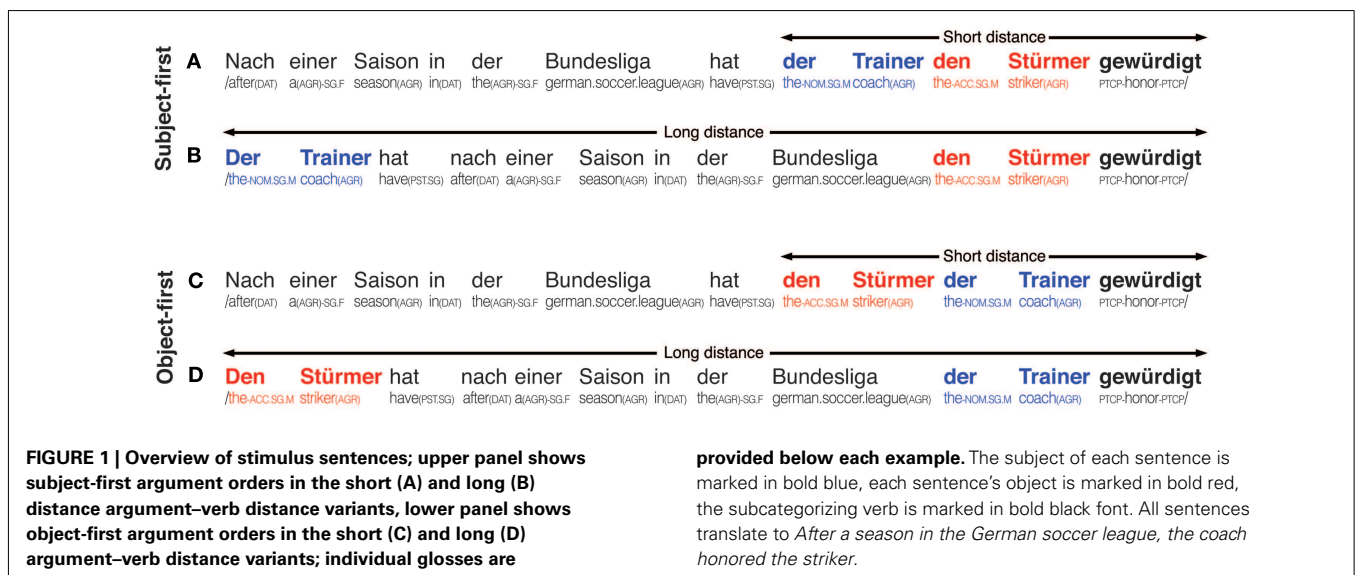 Subject-first
Short distance
A Nach einer Saison in der Bundesliga hat der Trainer den Stürmer gewürdigt
/after(DAT) a(AGR)-SG.F season(AGR) in(DAT) the(AGR)-SG.F german.soccer.league(AGR) have(PST.SG) the-NOM.SG.M coach(AGR) the-ACC.SG.M striker(AGR) PTCP-honor-PTCP/
Long distance
B Der Trainer hat nach einer Saison in der Bundesliga den Stürmer gewürdigt
/the-NOM.SG.M coach(AGR) have(PST.SG) after(DAT) a(AGR)-SG.F season(AGR) in(DAT) the(AGR)-SG.F german.soccer.league(AGR) the-ACC.SG.M striker(AGR) PTCP-honor-PTCP/
Object-first
Short distance
C Nach einer Saison in der Bundesliga hat den Stürmer der Trainer gewürdigt
/after(DAT) a(AGR)-SG.F season(AGR) in(DAT) the(AGR)-SG.F german.soccer.league(AGR) have(PST.SG) the-ACC.SG.M striker(AGR) the-NOM.SG.M coach(AGR) PTCP-honor-PTCP/
Long distance
D Den Stürmer hat nach einer Saison in der Bundesliga der Trainer gewürdigt
/the-ACC.SG.M striker(AGR) have(PST.SG) after(DAT) a(AGR)-SG.F season(AGR) in(DAT) the(AGR)-SG.F german.soccer.league(AGR) the-NOM.SG.M coach(AGR) PTCP-honor-PTCP/
FIGURE 1 | Overview of stimulus sentences; upper panel shows
subject-first argument orders in the short (A) and long (B)
distance argument–verb distance variants, lower panel shows
object-first argument orders in the short (C) and long (D)
argument–verb distance variants; individual glosses are
provided below each example. The subject of each sentence is
marked in bold blue, each sentence's object is marked in bold red,
the subcategorizing verb is marked in bold black font. All sentences
translate to After a season in the German soccer league, the coach
honored the striker.